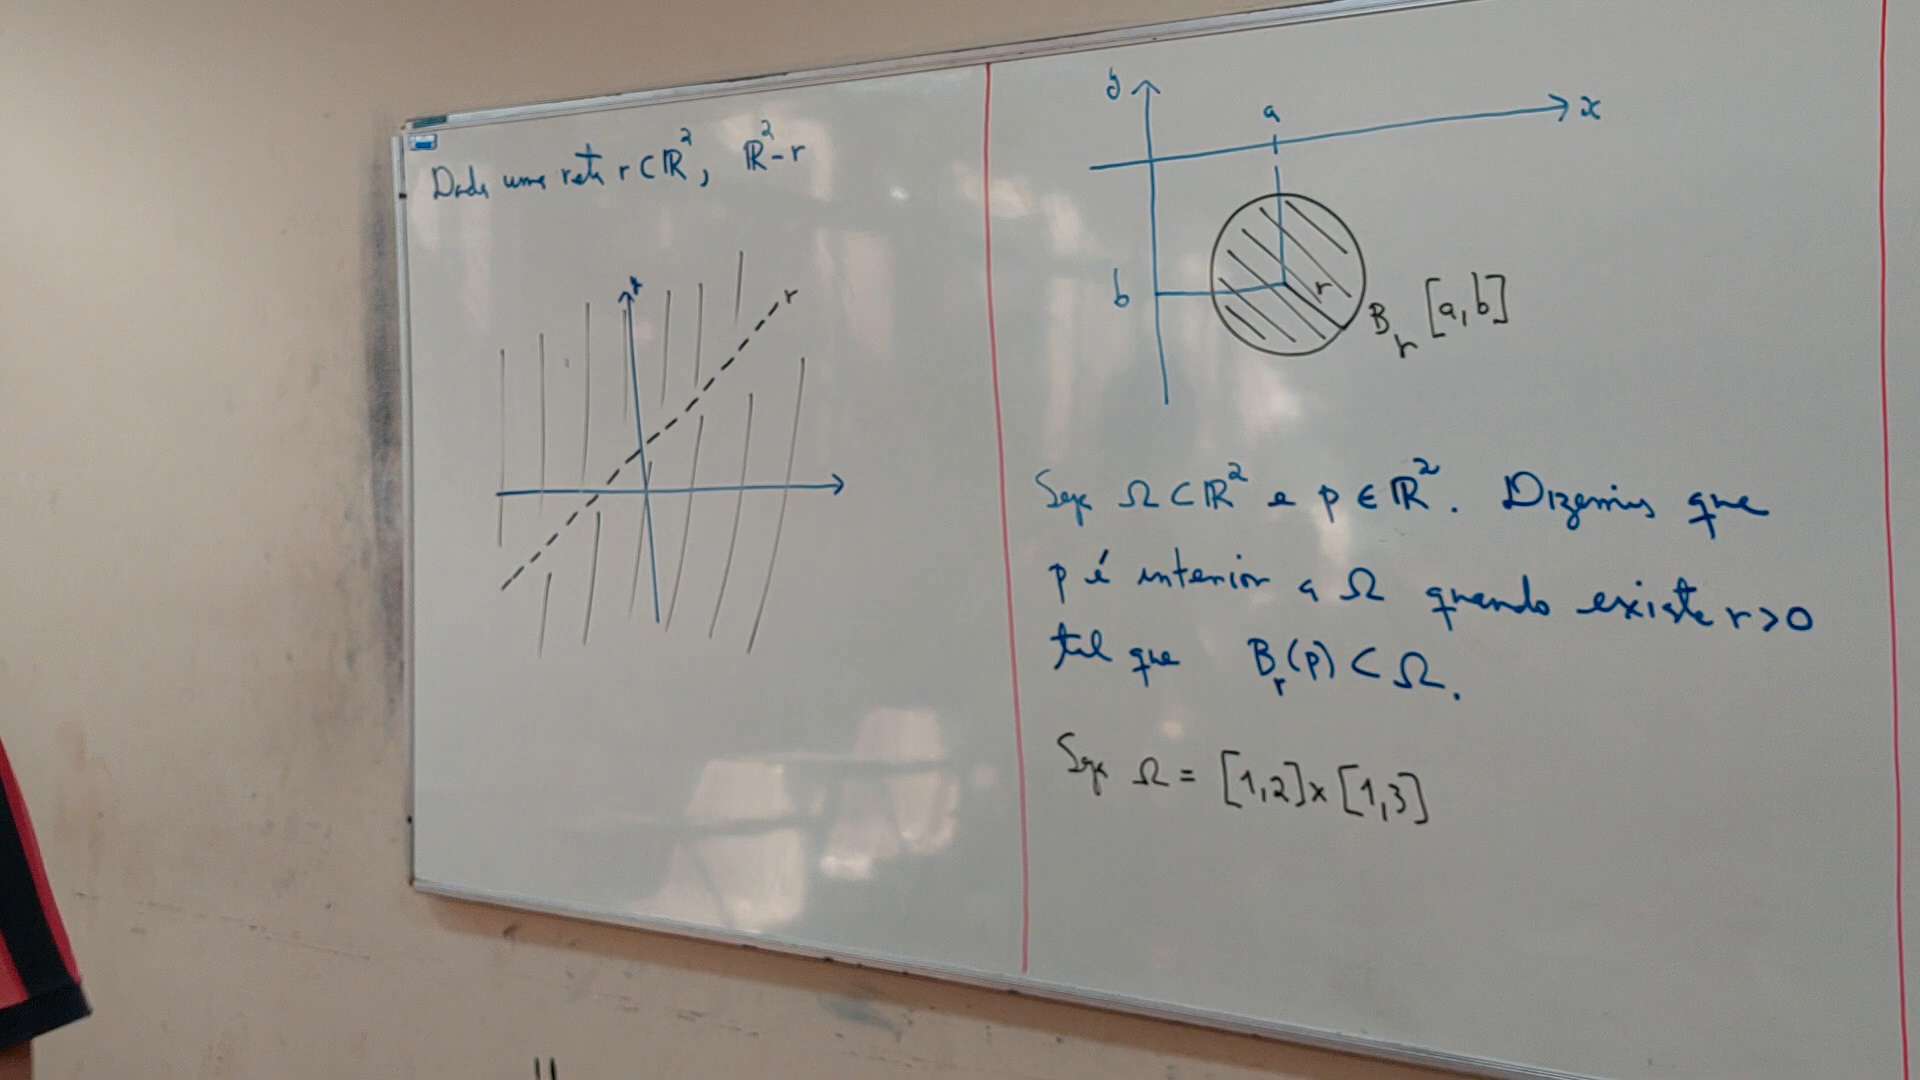 Dada uma reta r ⊂ ℝ², ℝ² - r
r
y
a
x
b
r
B_r [a,b]
Seja Ω ⊂ ℝ² e p ∈ ℝ². Dizemos que
p é interior a Ω quando existe r > 0
tal que B_r(p) ⊂ Ω.
Seja Ω = [1,2] x [1,3]